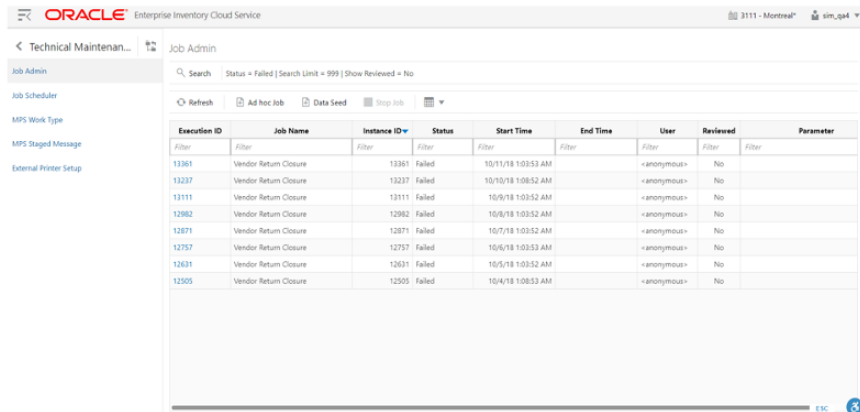 ORACLE® Enterprise Inventory Cloud Service
3111 - Montreal* sim_qa4
Technical Maintenan...
Job Admin
Job Scheduler
MPS Work Type
MPS Staged Message
External Printer Setup
Job Admin
Search Status = Failed | Search Limit = 999 | Show Reviewed = No
Refresh Ad hoc Job Data Seed Stop Job
Execution ID Job Name Instance ID Status Start Time End Time User Reviewed Parameter
Filter Filter Filter Filter Filter Filter Filter Filter Filter
13361 Vendor Return Closure 13361 Failed 10/11/18 1:03:53 AM <anonymous> No
13237 Vendor Return Closure 13237 Failed 10/10/18 1:08:52 AM <anonymous> No
13111 Vendor Return Closure 13111 Failed 10/9/18 1:03:52 AM <anonymous> No
12982 Vendor Return Closure 12982 Failed 10/8/18 1:03:52 AM <anonymous> No
12871 Vendor Return Closure 12871 Failed 10/7/18 1:03:52 AM <anonymous> No
12757 Vendor Return Closure 12757 Failed 10/6/18 1:03:53 AM <anonymous> No
12631 Vendor Return Closure 12631 Failed 10/5/18 1:03:52 AM <anonymous> No
12505 Vendor Return Closure 12505 Failed 10/4/18 1:08:53 AM <anonymous> No
ESC